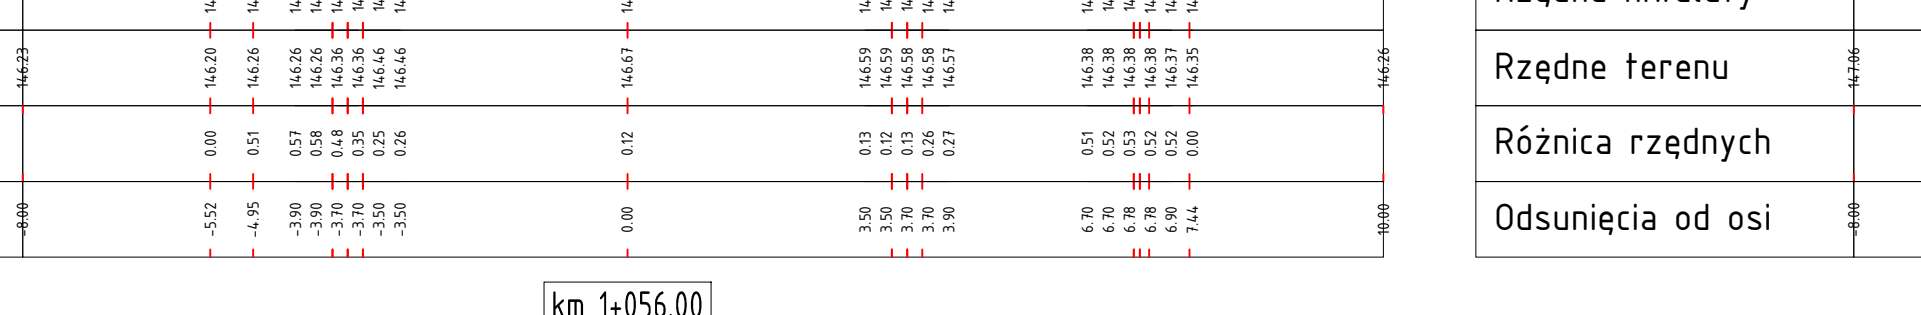 146.23 146.20 146.26 146.26 146.26 146.36 146.36 146.46 146.46 146.67 146.59 146.59 146.58 146.58 146.57 146.38 146.38 146.38 146.38 146.37 146.35 146.26
Rzędne terenu 147.06
0.00 0.51 0.57 0.58 0.48 0.35 0.25 0.26 0.12 0.13 0.12 0.13 0.26 0.27 0.51 0.52 0.53 0.52 0.52 0.00
Różnica rzędnych
-8.00 -5.52 -4.95 -3.90 -3.90 -3.70 -3.70 -3.50 -3.50 0.00 3.50 3.50 3.70 3.70 3.90 6.70 6.70 6.78 6.78 6.90 7.44 10.00
Odsunięcia od osi -8.00
km 1+056.00